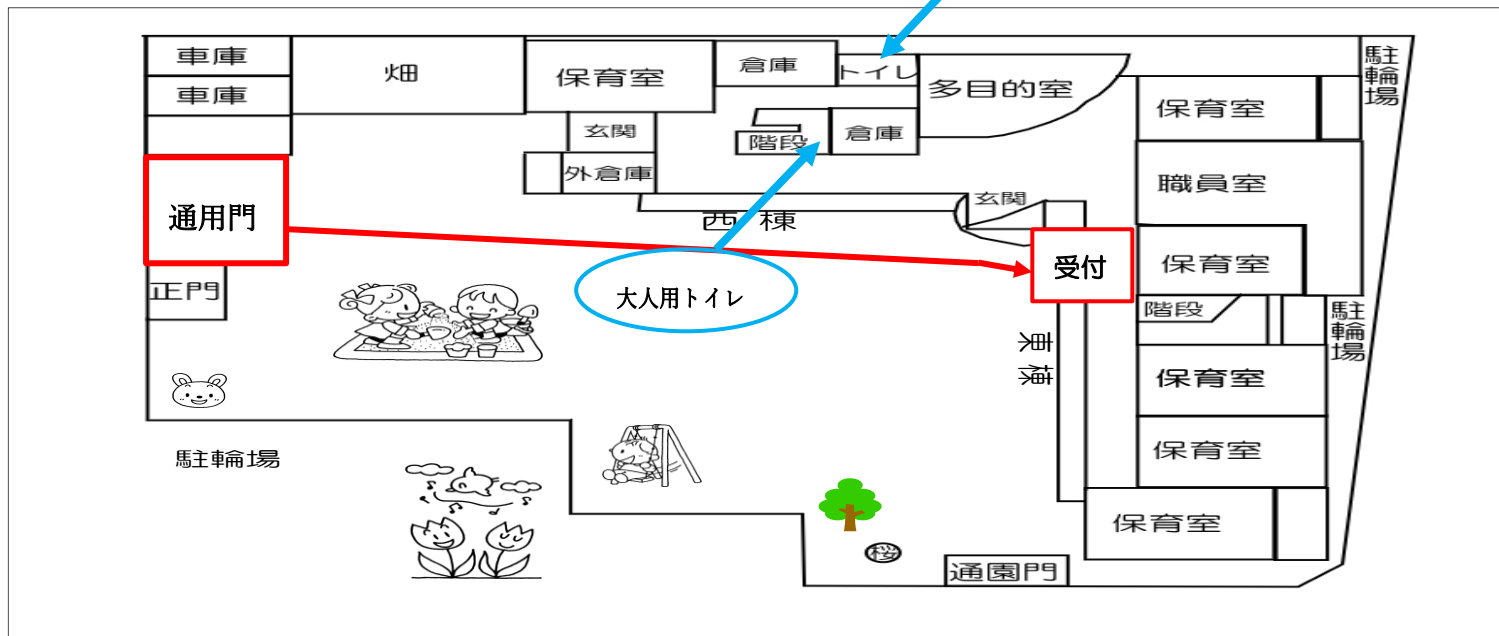 車庫
車庫
畑
保育室
倉庫
トイレ
多目的室
駐輪場
保育室
玄関
階段
倉庫
外倉庫
職員室
通用門
西棟
玄関
受付
保育室
正門
大人用トイレ
階段
駐輪場
東棟
保育室
保育室
駐輪場
保育室
桜
通園門